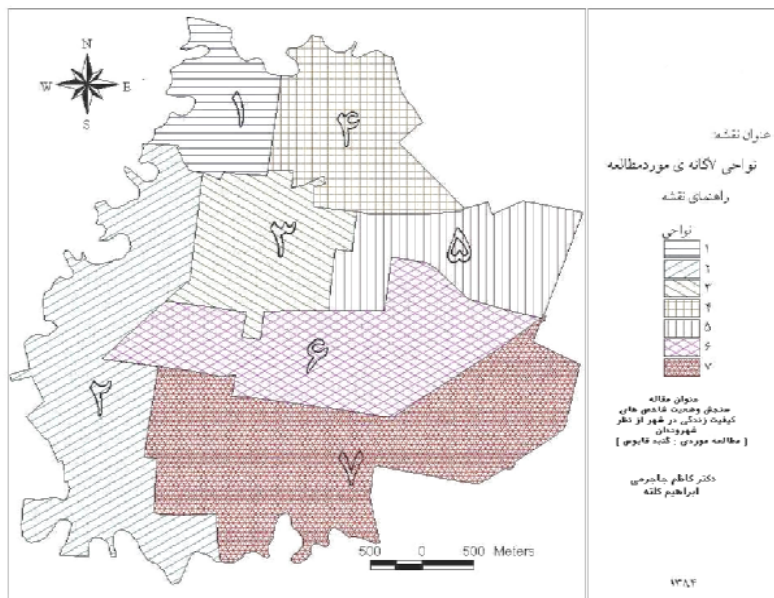 N
W E
S
۱
۴
۳
۵
۶
۲
۷
500 0 500 Meters
عنوان نقشه:
نواحی ۷گانه ی موردمطالعه
راهنمای نقشه
نواحی
۱
۲
۳
۴
۵
۶
۷
عنوان مقاله
سنجش وضعیت شاخص های
کیفیت زندگی در شهر از نظر
شهروندان
( مطالعه موردی : گنبد قابوس )
دکتر کاظم جاجرمی
ابراهیم کلته
۱۳۸۴